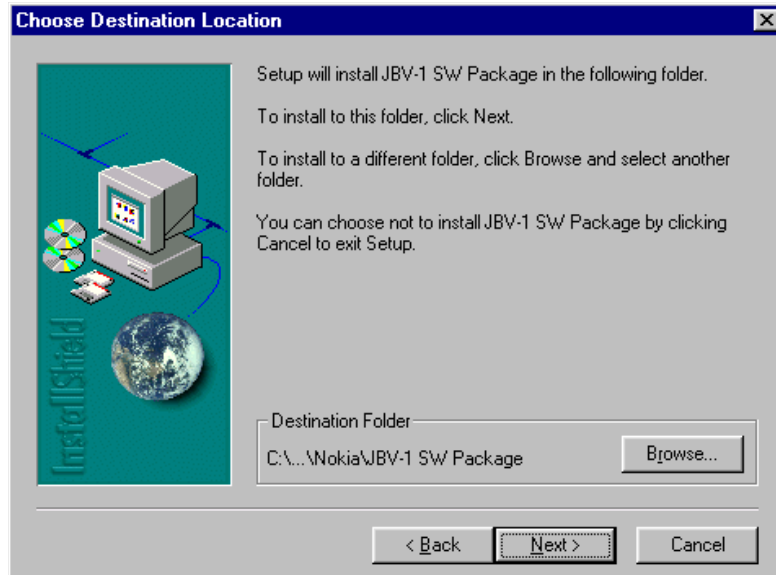 Choose Destination Location
Setup will install JBV-1 SW Package in the following folder.
To install to this folder, click Next.
To install to a different folder, click Browse and select another
folder.
You can choose not to install JBV-1 SW Package by clicking
Cancel to exit Setup.
InstallShield
Destination Folder
C:\...\Nokia\JBV-1 SW Package
Browse...
< Back
Next >
Cancel